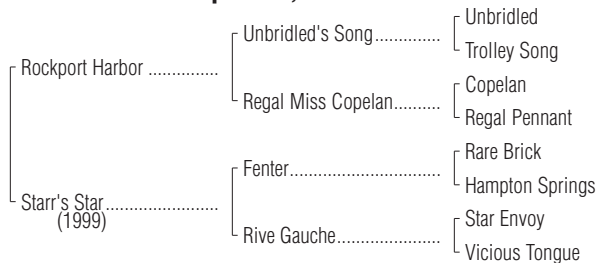 Unbridled
Unbridled's Song
Trolley Song
Rockport Harbor
Copelan
Regal Miss Copelan
Regal Pennant
Rare Brick
Fenter
Hampton Springs
Starr's Star
(1999)
Star Envoy
Rive Gauche
Vicious Tongue